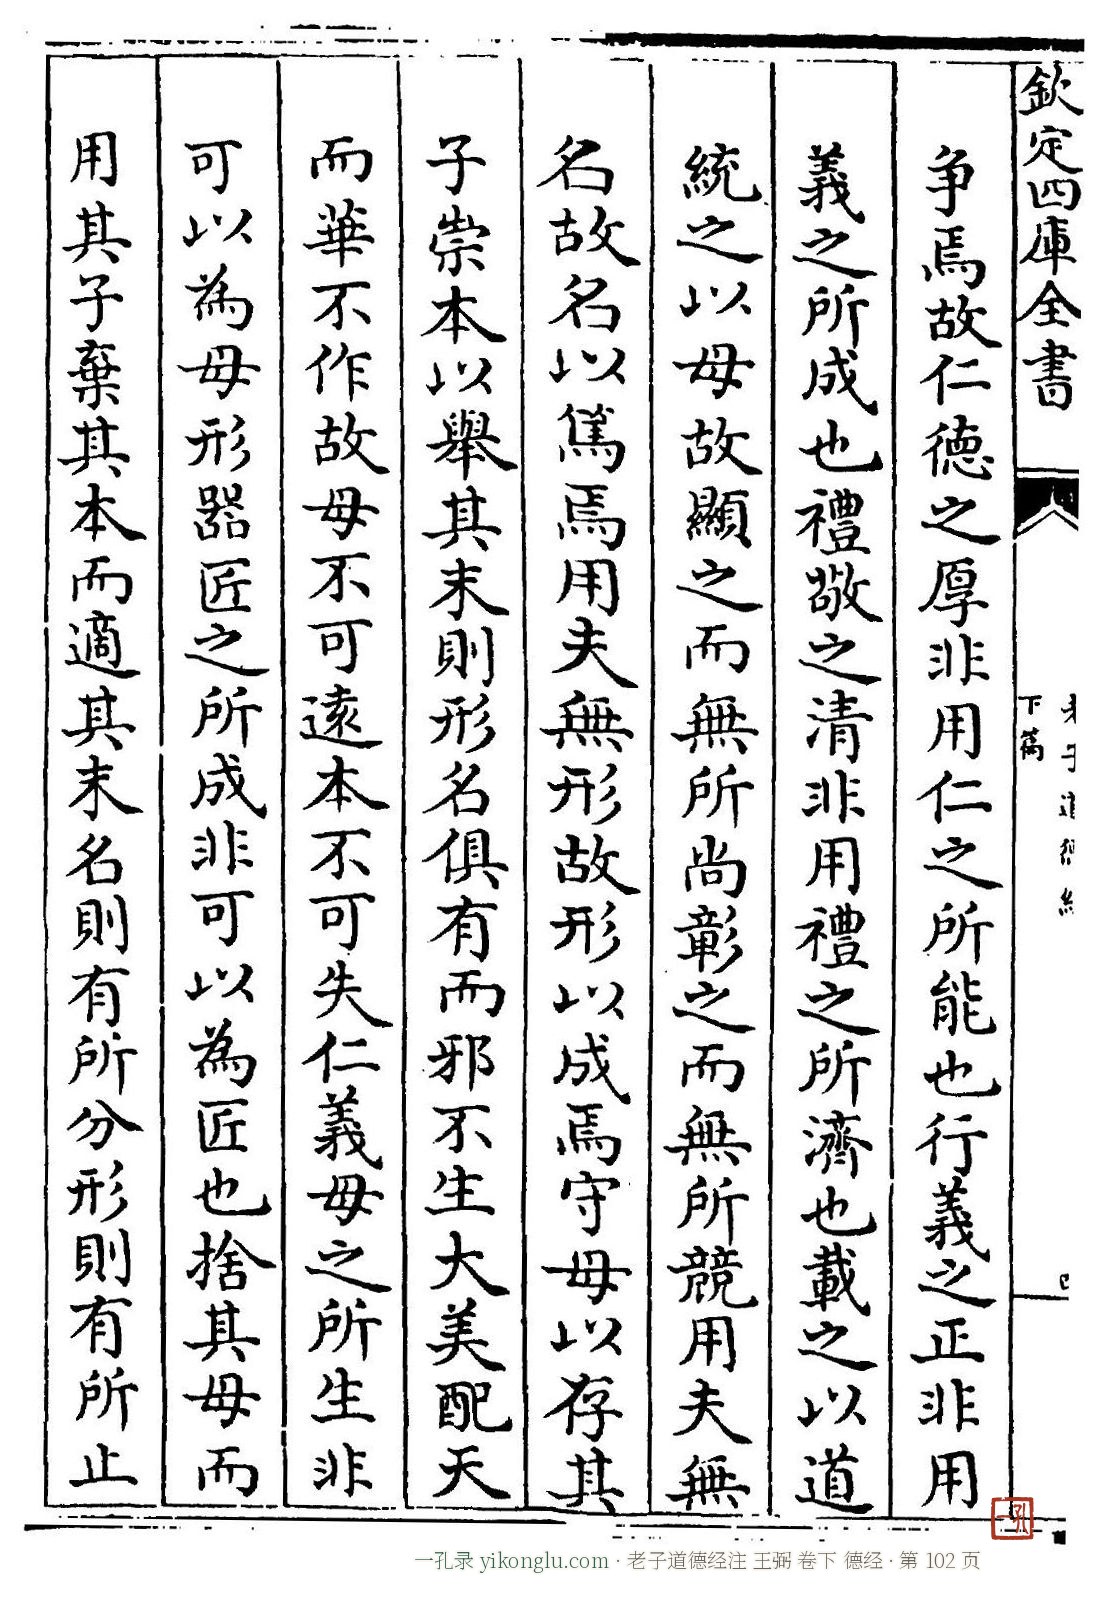 欽定四庫全書
老子道德經
下篇
争焉故仁德之厚非用仁之所能也行義之正非用
義之所成也禮敬之清非用禮之所濟也載之以道
統之以母故顯之而無所尚彰之而無所競用夫無
名故名以篤焉用夫無形故形以成焉守母以存其
子崇本以舉其末則形名俱有而邪不生大美配天
而華不作故母不可遠本不可失仁義母之所生非
可以為母形器匠之所成非可以為匠也捨其母而
用其子棄其本而適其末名則有所分形則有所止
一孔
一孔录 yikonglu.com · 老子道德经注 王弼 卷下 德经 · 第 102 页